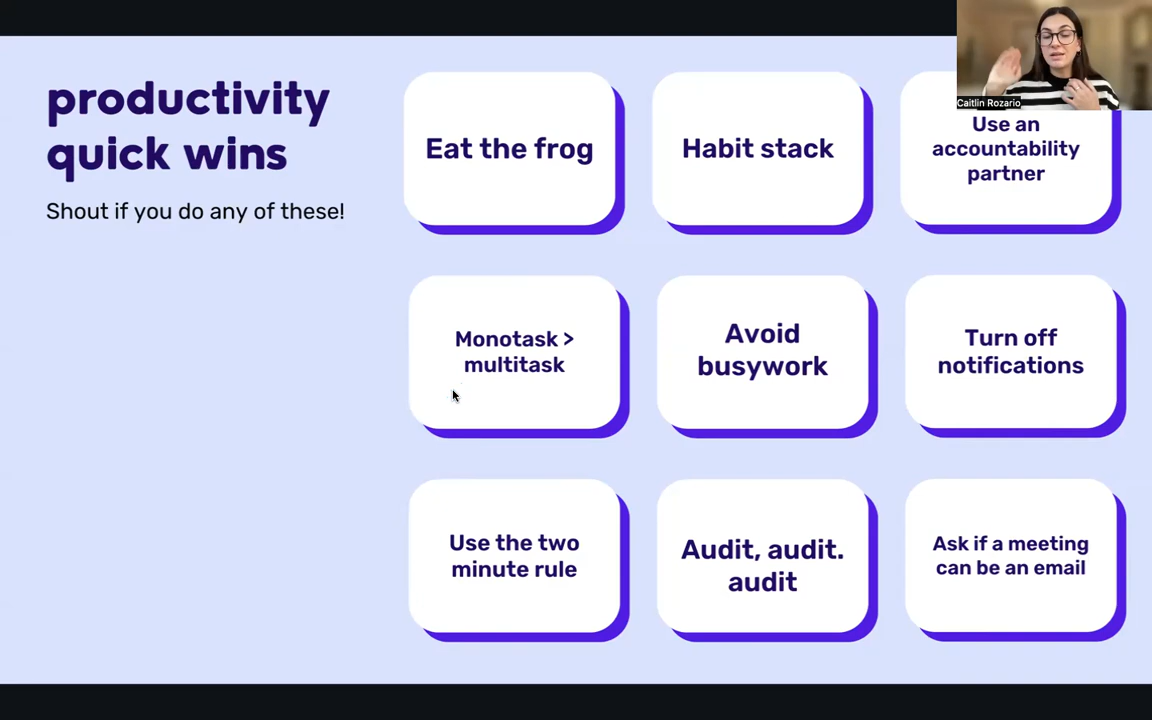 productivity
quick wins
Shout if you do any of these!
Eat the frog
Habit stack
Caitlin Rozario
Use an
accountability
partner
Monotask >
multitask
Avoid
busywork
Turn off
notifications
Use the two
minute rule
Audit, audit.
audit
Ask if a meeting
can be an email